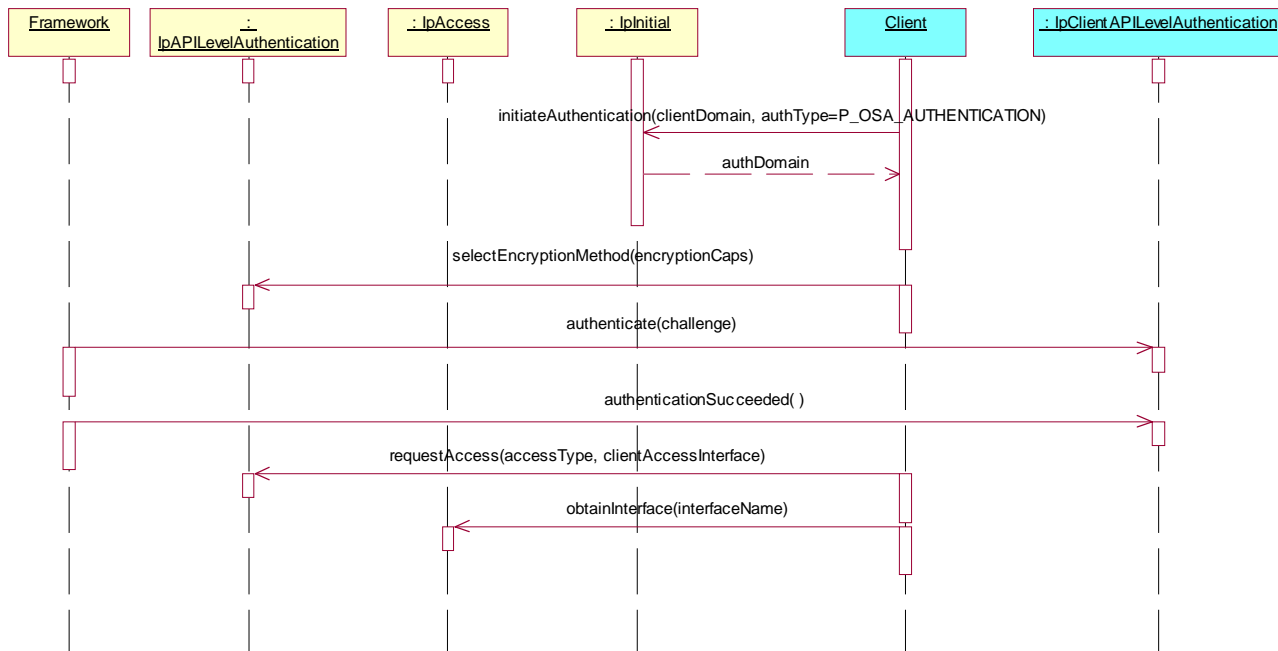 Framework
:
IpAPILevelAuthentication
: IpAccess
: IpInitial
Client
: IpClientAPILevelAuthentication
initiateAuthentication(clientDomain, authType=P_OSA_AUTHENTICATION)
authDomain
selectEncryptionMethod(encryptionCaps)
authenticate(challenge)
authenticationSucceeded( )
requestAccess(accessType, clientAccessInterface)
obtainInterface(interfaceName)